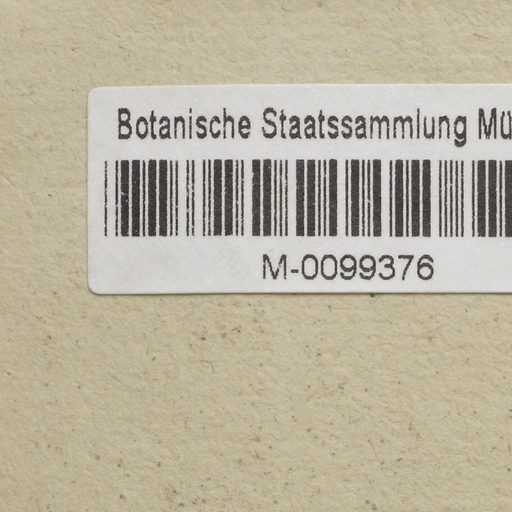 Botanische Staatssammlung Mü
M-0099376